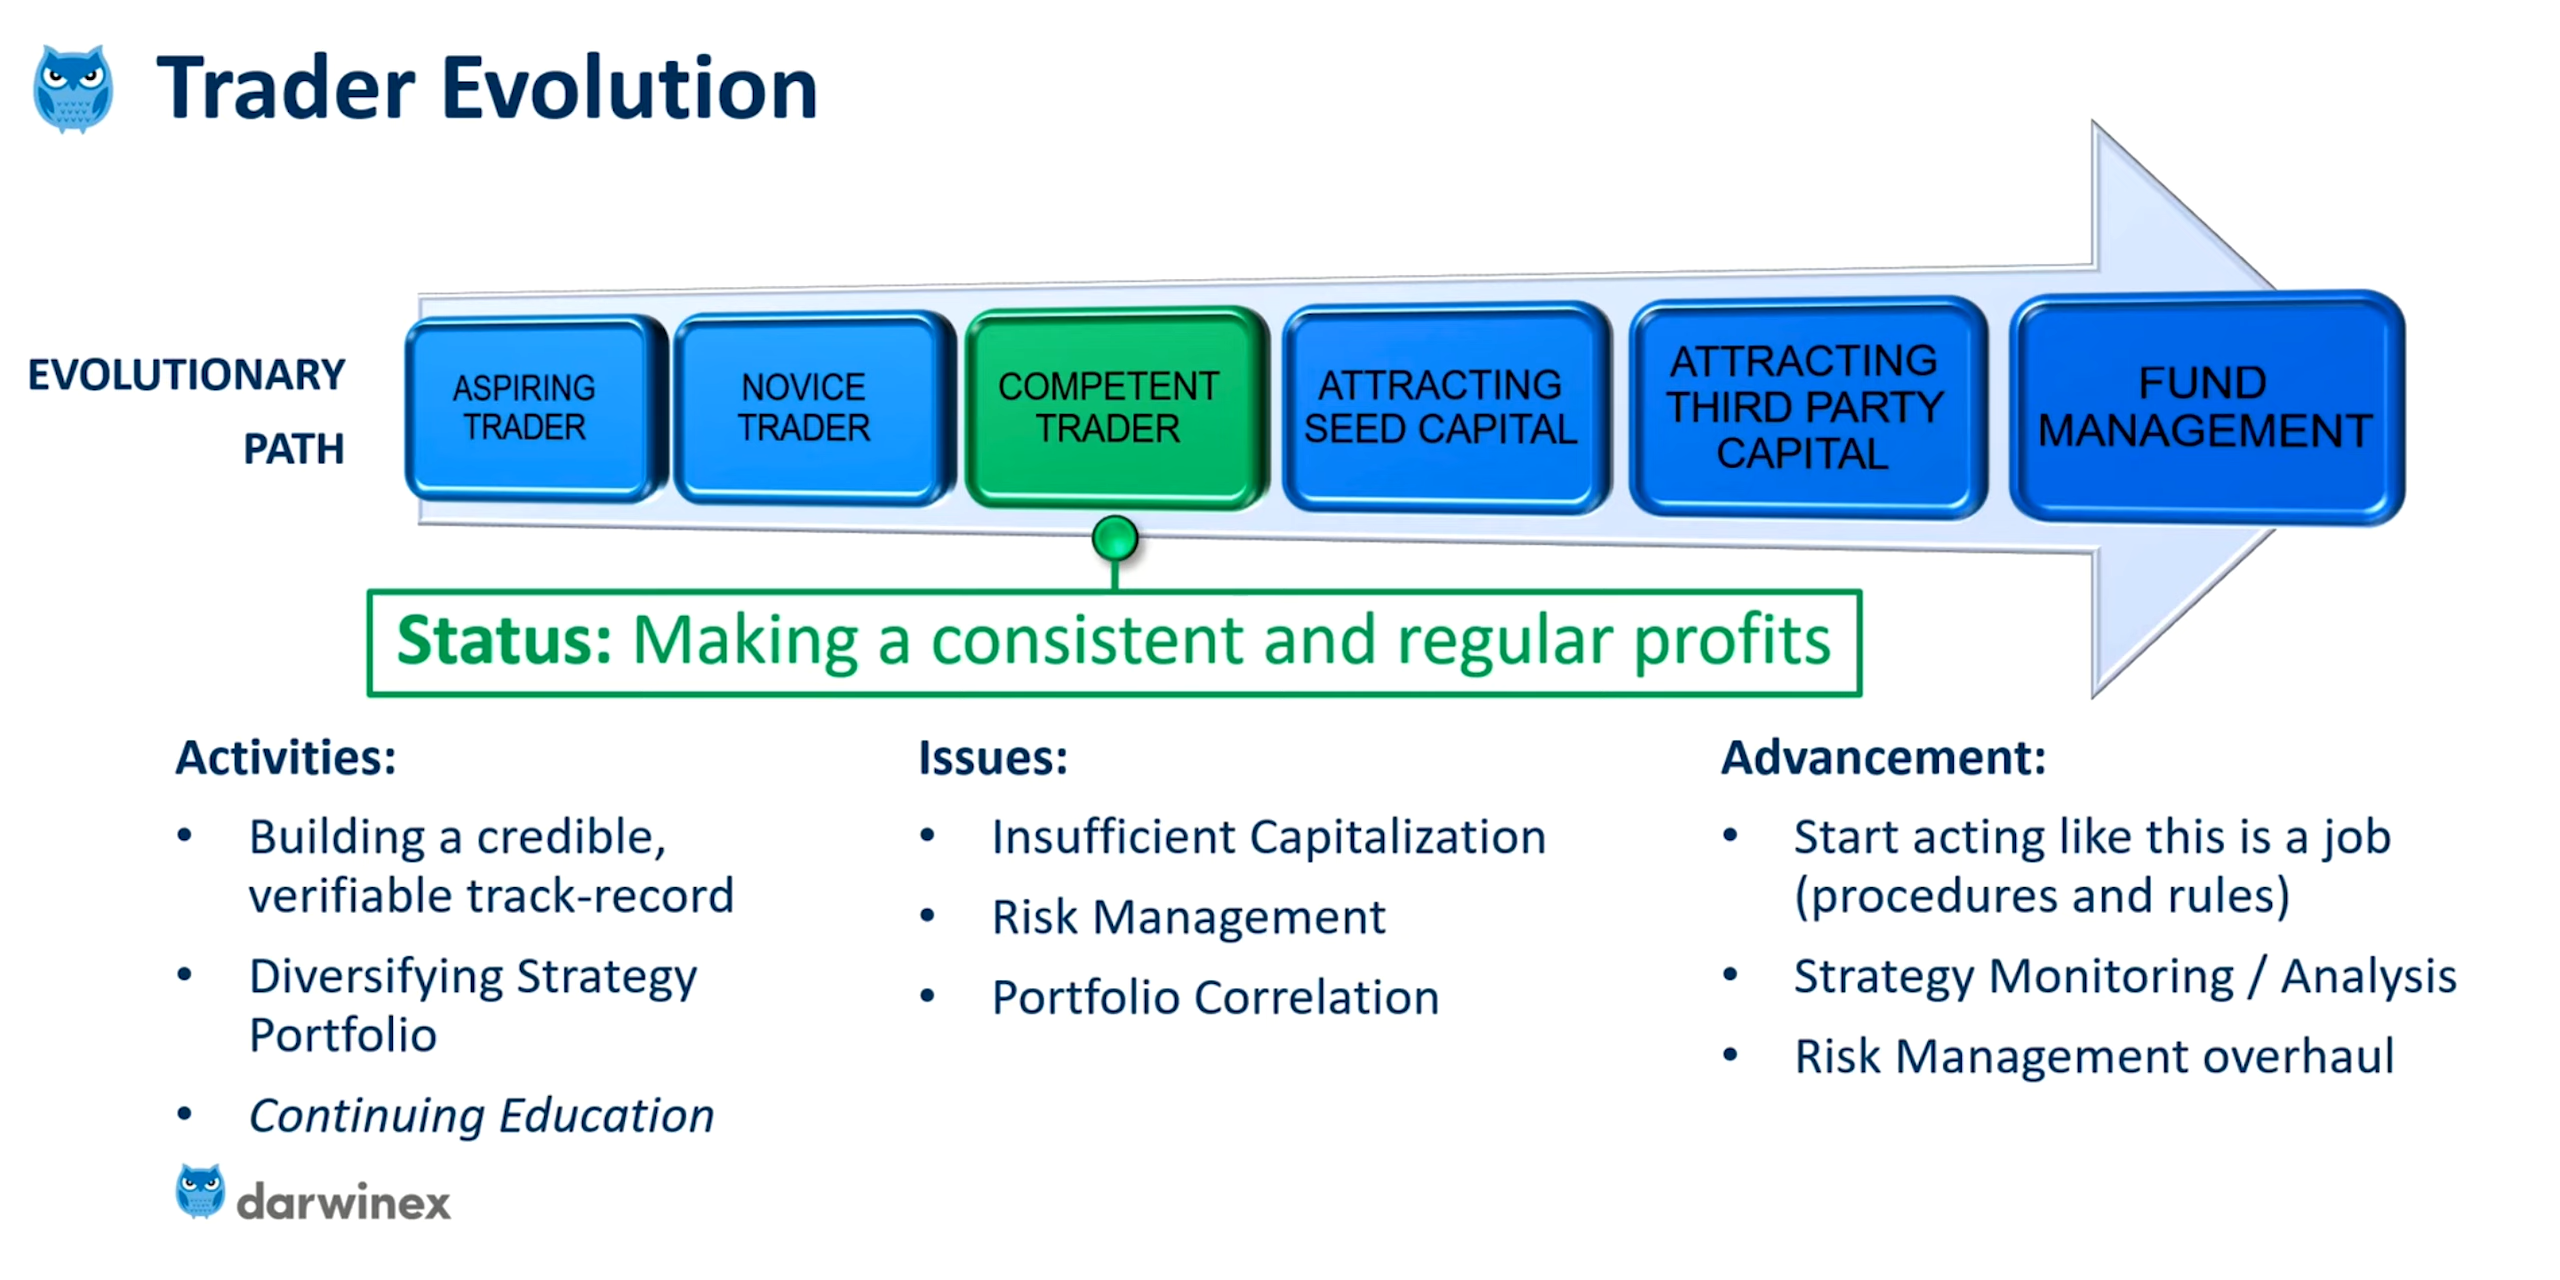 Trader Evolution
EVOLUTIONARY
PATH
ASPIRING
TRADER
NOVICE
TRADER
COMPETENT
TRADER
ATTRACTING
SEED CAPITAL
ATTRACTING
THIRD PARTY
CAPITAL
FUND
MANAGEMENT
Status: Making a consistent and regular profits
Activities:
• Building a credible,
verifiable track-record
• Diversifying Strategy
Portfolio
• Continuing Education
Issues:
• Insufficient Capitalization
• Risk Management
• Portfolio Correlation
Advancement:
• Start acting like this is a job
(procedures and rules)
• Strategy Monitoring / Analysis
• Risk Management overhaul
darwinex